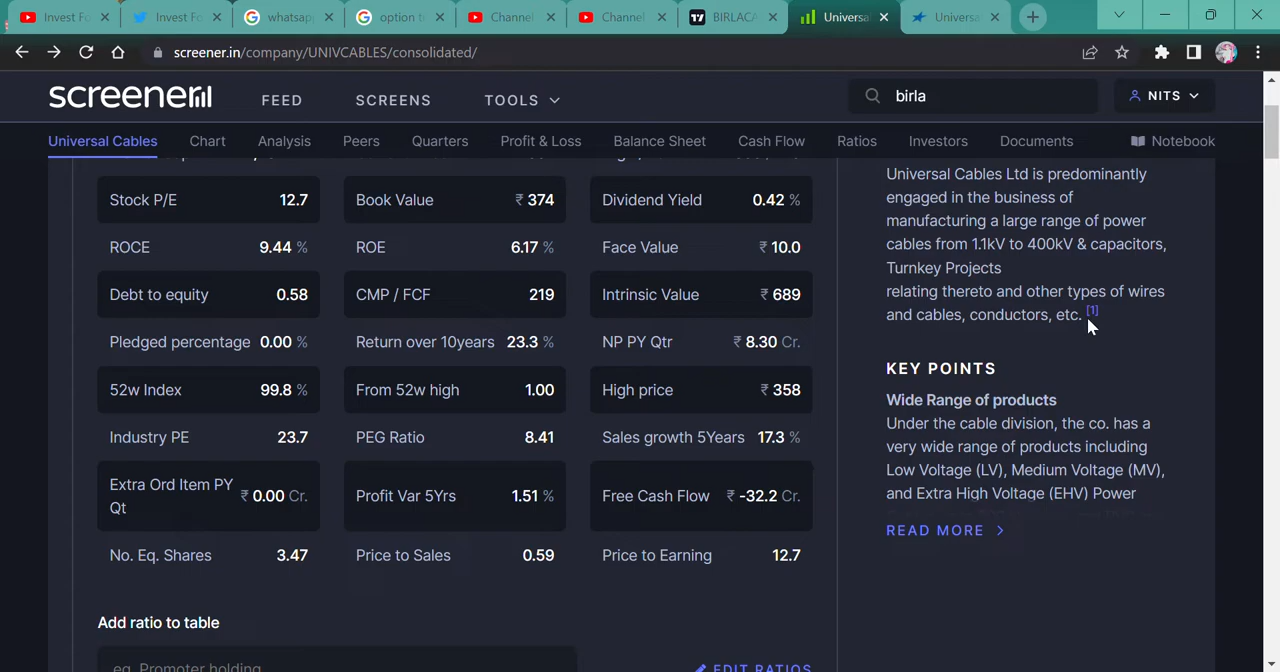 Invest Fo
Invest Fo
whatsap
option t
Channel
Channel
BIRLAC
Universa
Universa
screener.in/company/UNIVCABLES/consolidated/
screener
FEED
SCREENS
TOOLS
birla
NITS
Universal Cables
Chart
Analysis
Peers
Quarters
Profit & Loss
Balance Sheet
Cash Flow
Ratios
Investors
Documents
Notebook
Stock P/E 12.7
Book Value ₹ 374
Dividend Yield 0.42 %
ROCE 9.44 %
ROE 6.17 %
Face Value ₹ 10.0
Debt to equity 0.58
CMP / FCF 219
Intrinsic Value ₹ 689
Pledged percentage 0.00 %
Return over 10years 23.3 %
NP PY Qtr ₹ 8.30 Cr.
52w Index 99.8 %
From 52w high 1.00
High price ₹ 358
Industry PE 23.7
PEG Ratio 8.41
Sales growth 5Years 17.3 %
Extra Ord Item PY
Qt ₹ 0.00 Cr.
Profit Var 5Yrs 1.51 %
Free Cash Flow ₹ -32.2 Cr.
No. Eq. Shares 3.47
Price to Sales 0.59
Price to Earning 12.7
Add ratio to table
eg. Promoter holding
EDIT RATIOS
Universal Cables Ltd is predominantly
engaged in the business of
manufacturing a large range of power
cables from 1.1kV to 400kV & capacitors,
Turnkey Projects
relating thereto and other types of wires
and cables, conductors, etc. [1]
KEY POINTS
Wide Range of products
Under the cable division, the co. has a
very wide range of products including
Low Voltage (LV), Medium Voltage (MV),
and Extra High Voltage (EHV) Power
READ MORE